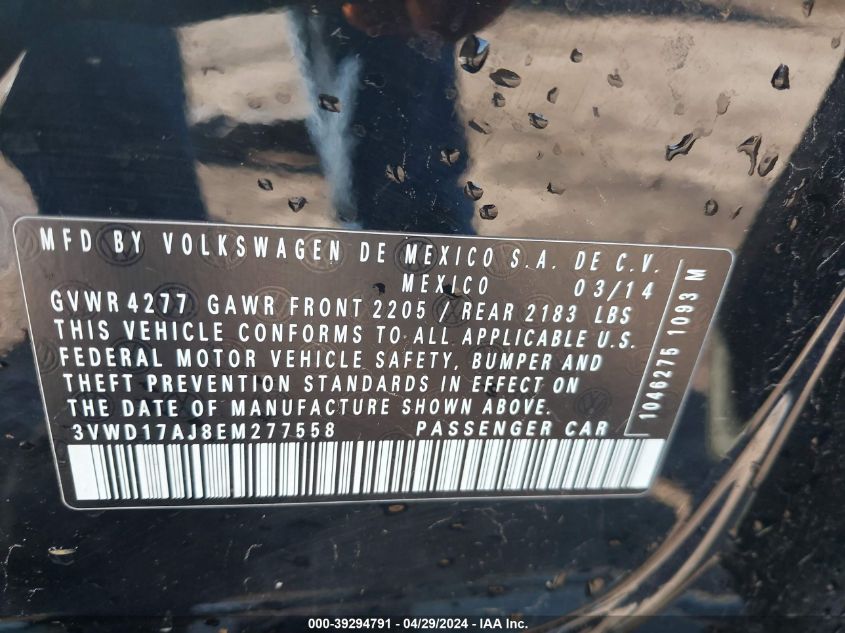 MFD BY VOLKSWAGEN DE MEXICO S.A. DE C.V.
MEXICO 03/14
GVWR 4277 GAWR FRONT 2205 / REAR 2183 LBS
THIS VEHICLE CONFORMS TO ALL APPLICABLE U.S.
FEDERAL MOTOR VEHICLE SAFETY, BUMPER AND
THEFT PREVENTION STANDARDS IN EFFECT ON
THE DATE OF MANUFACTURE SHOWN ABOVE.
3VWD17AJ8EM277558 PASSENGER CAR
1046275 1093 M
000-39294791 - 04/29/2024 - IAA Inc.